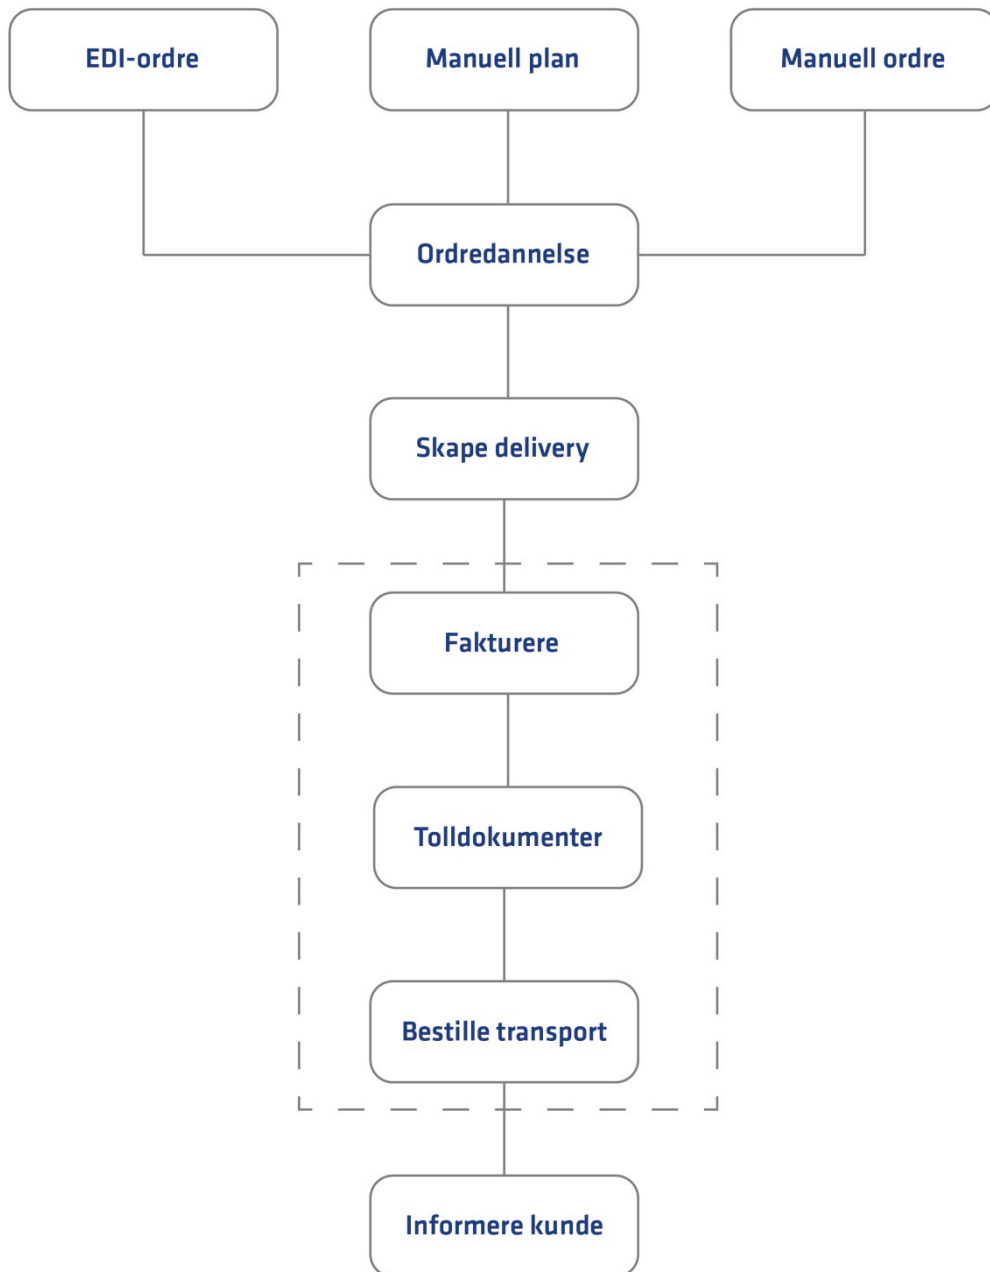 EDI-ordre
Manuell plan
Manuell ordre
Ordredannelse
Skape delivery
Fakturere
Tolldokumenter
Bestille transport
Informere kunde